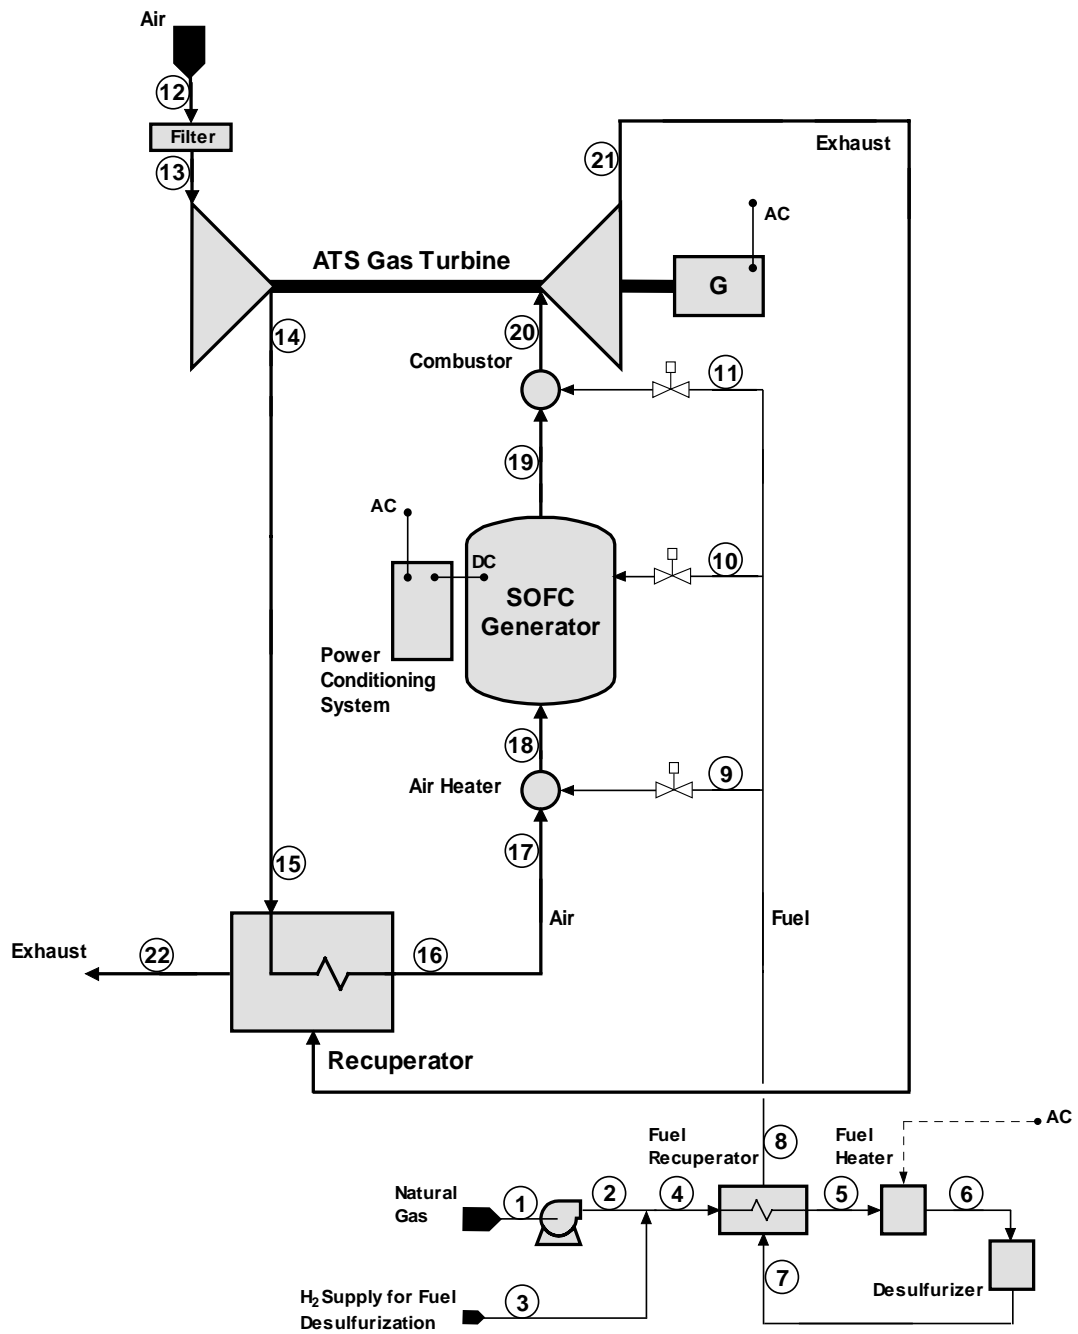 Air
12
Filter
13
21
Exhaust
AC
ATS Gas Turbine
G
14
20
Combustor
11
19
AC
DC
10
SOFC
Generator
Power
Conditioning
System
18
Air Heater
9
17
15
Air
Fuel
Exhaust
22
16
Recuperator
AC
8
Fuel
Recuperator
Fuel
Heater
Natural
Gas
1
2
4
5
6
7
Desulfurizer
H2 Supply for Fuel
Desulfurization
3